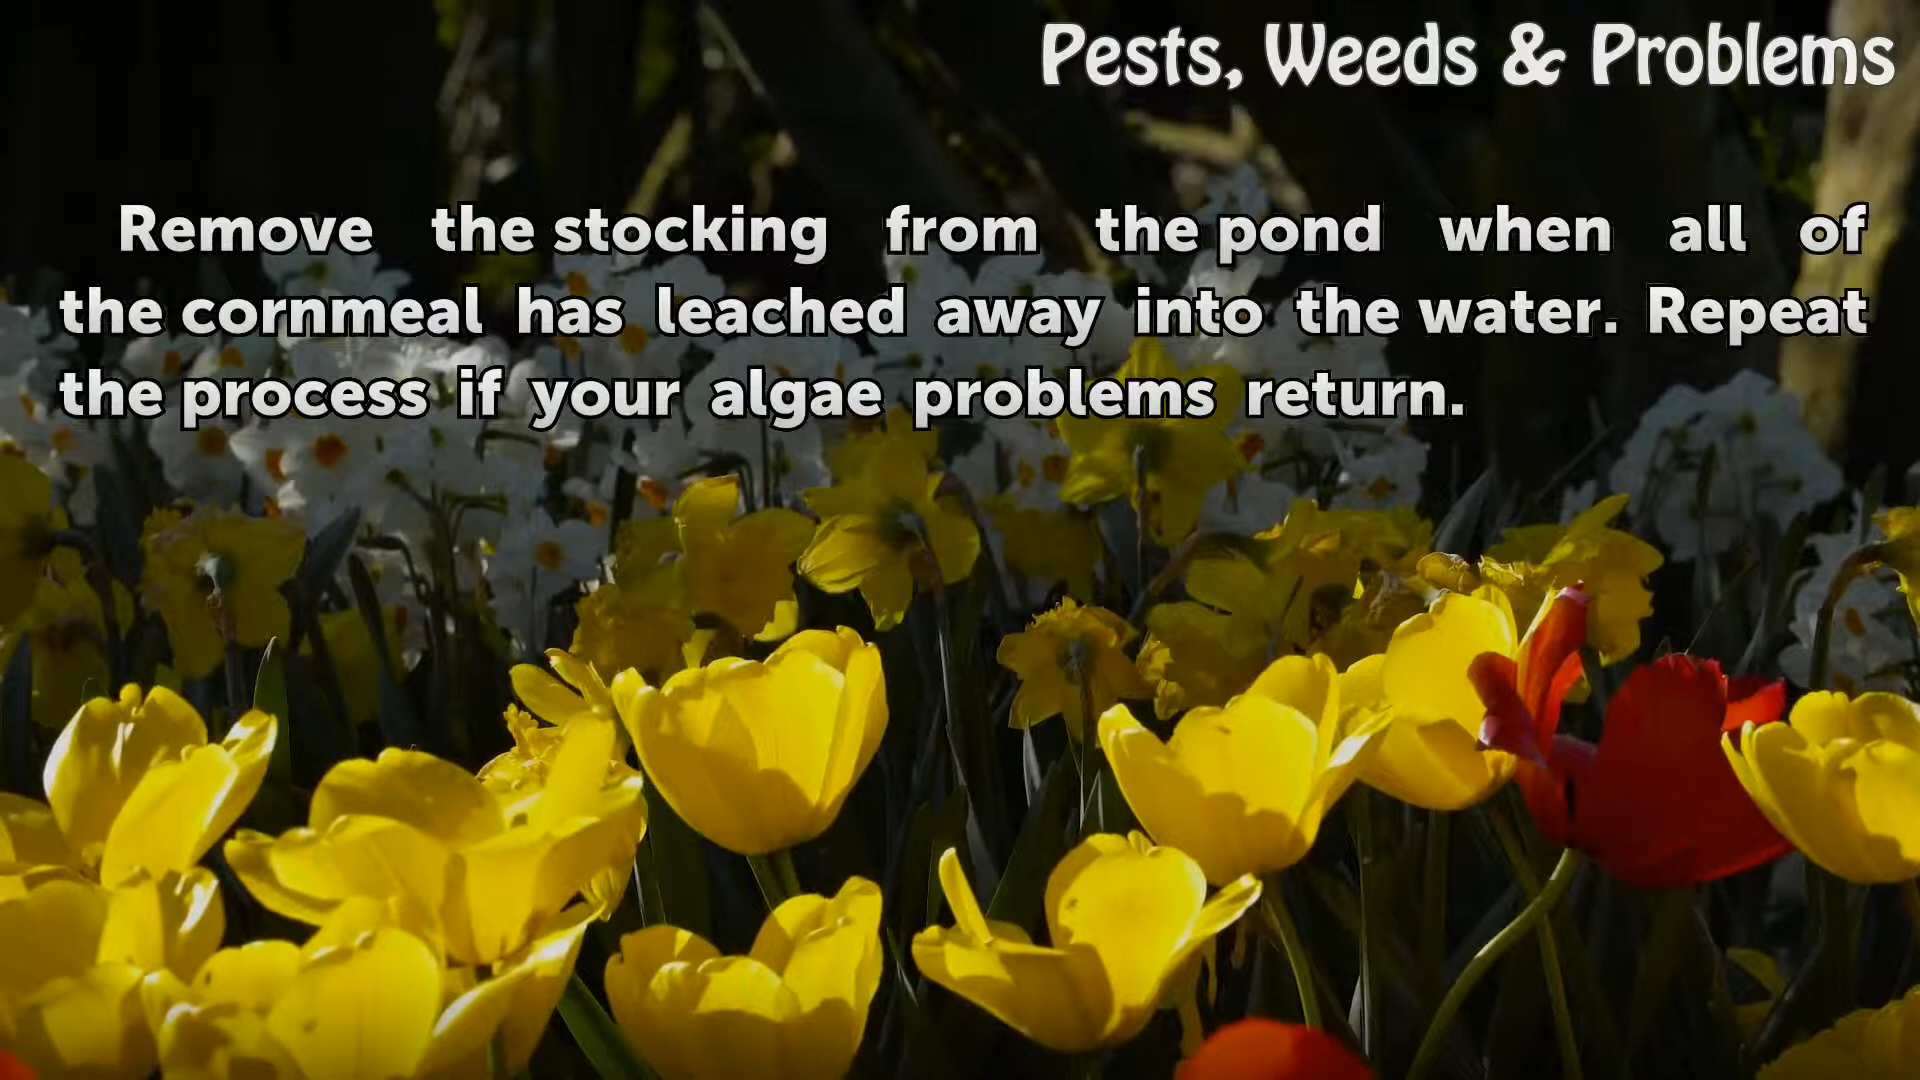 Pests, Weeds & Problems
Remove the stocking from the pond when all of
the cornmeal has leached away into the water. Repeat
the process if your algae problems return.